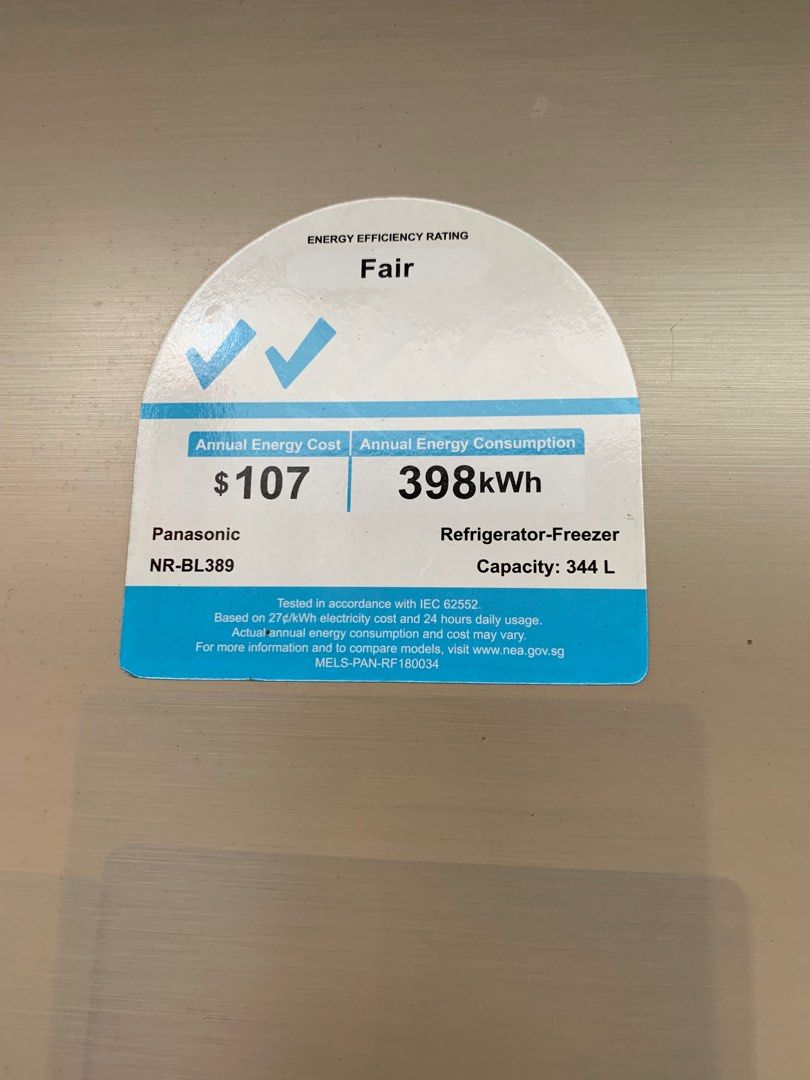 ENERGY EFFICIENCY RATING
Fair
Annual Energy Cost Annual Energy Consumption
$107 398kWh
Panasonic Refrigerator-Freezer
NR-BL389 Capacity: 344 L
Tested in accordance with IEC 62552.
Based on 27¢/kWh electricity cost and 24 hours daily usage.
Actual annual energy consumption and cost may vary.
For more information and to compare models, visit www.nea.gov.sg
MELS-PAN-RF180034